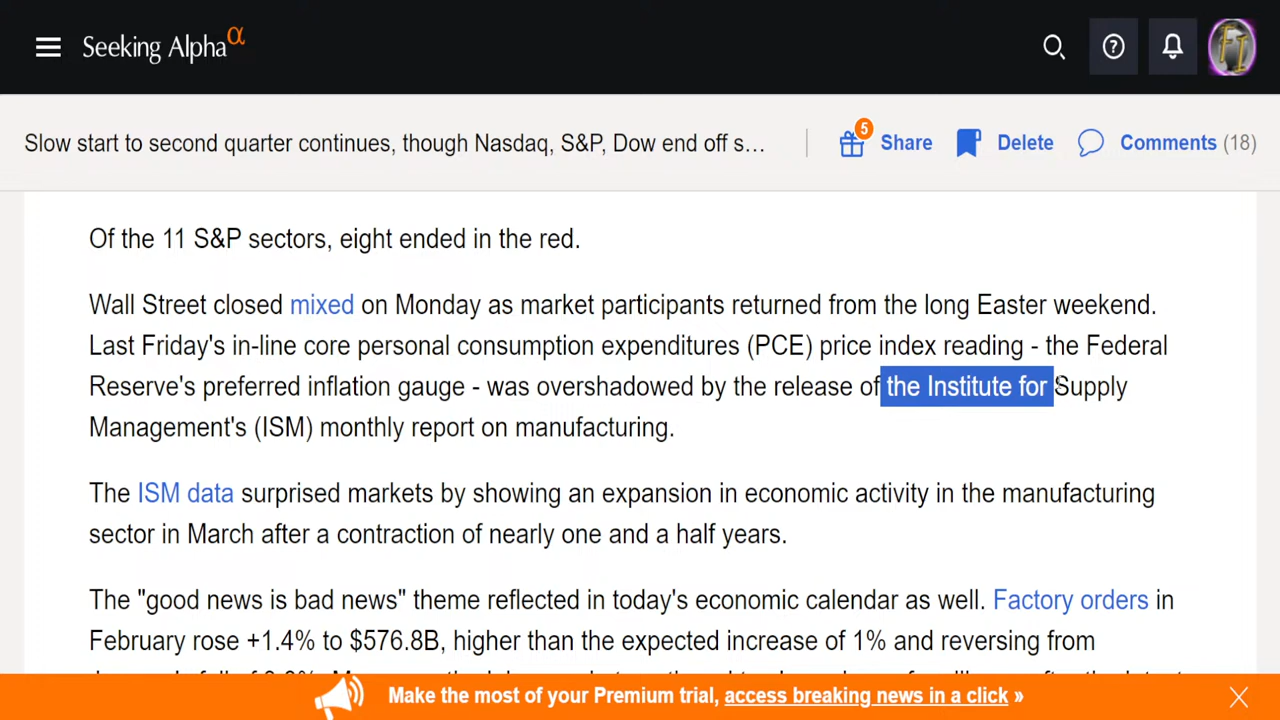 Seeking Alpha α
Slow start to second quarter continues, though Nasdaq, S&P, Dow end off s…
5
Share
Delete
Comments (18)
Of the 11 S&P sectors, eight ended in the red.
Wall Street closed mixed on Monday as market participants returned from the long Easter weekend.
Last Friday's in-line core personal consumption expenditures (PCE) price index reading - the Federal
Reserve's preferred inflation gauge - was overshadowed by the release of the Institute for Supply
Management's (ISM) monthly report on manufacturing.
The ISM data surprised markets by showing an expansion in economic activity in the manufacturing
sector in March after a contraction of nearly one and a half years.
The "good news is bad news" theme reflected in today's economic calendar as well. Factory orders in
February rose +1.4% to $576.8B, higher than the expected increase of 1% and reversing from
Make the most of your Premium trial, access breaking news in a click »